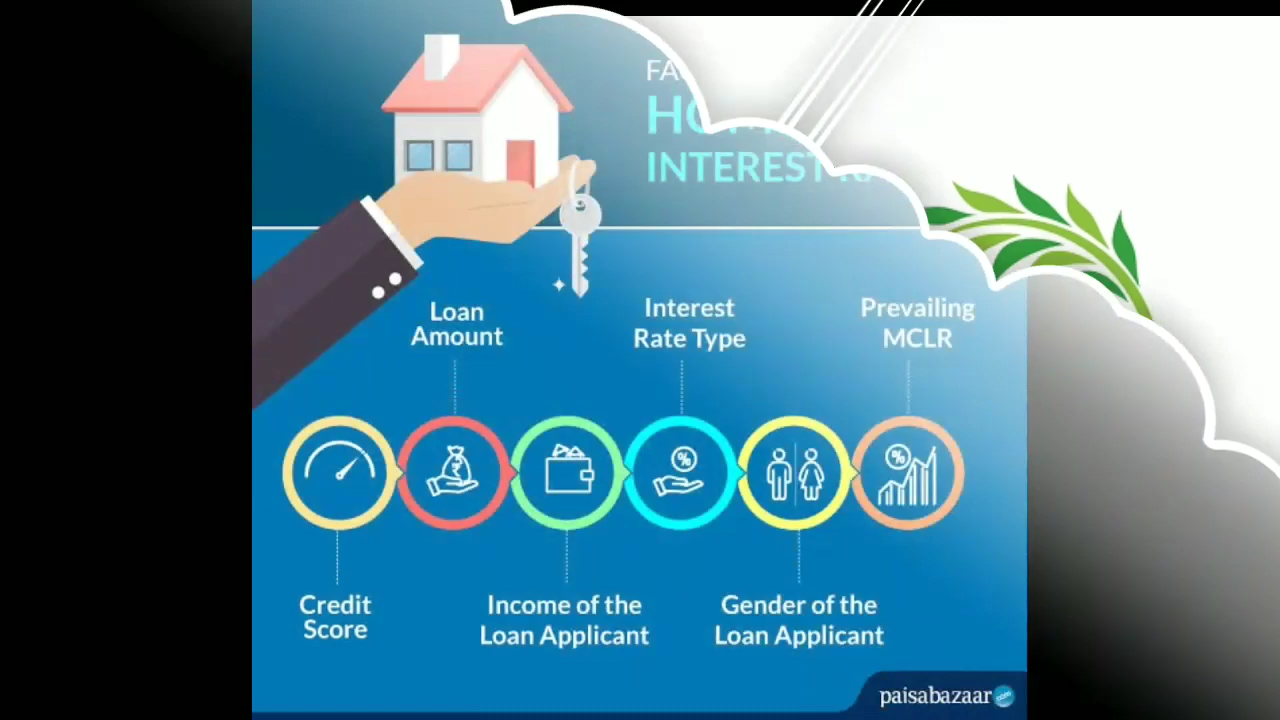 INTEREST
Loan
Amount
Interest
Rate Type
Prevailing
MCLR
Credit
Score
Income of the
Loan Applicant
Gender of the
Loan Applicant
paisabazaar.com